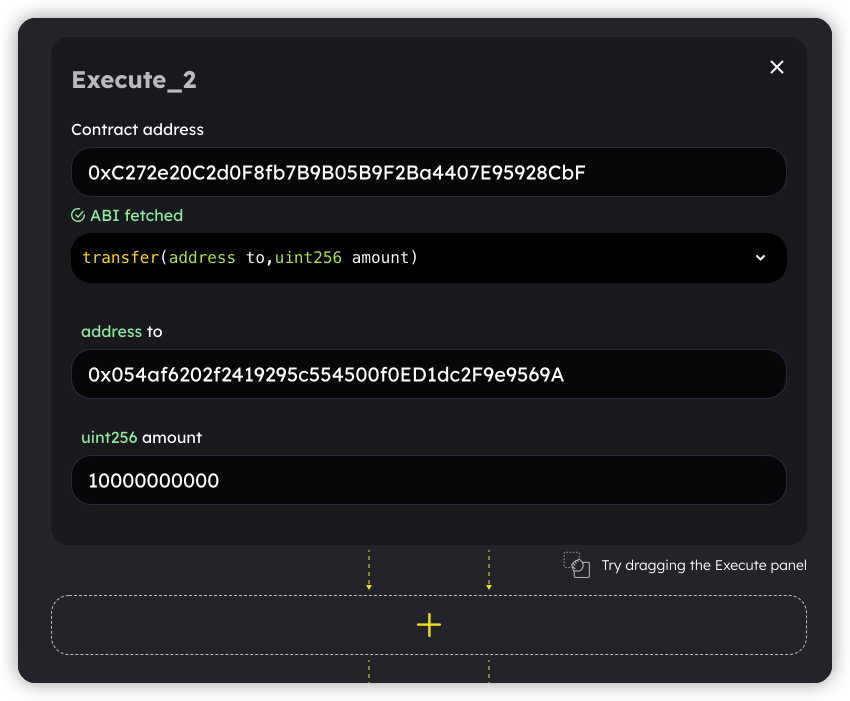 Execute_2
Contract address
0xC272e20C2d0F8fb7B9B05B9F2Ba4407E95928CbF
ABI fetched
transfer(address to,uint256 amount)
address to
0x054af6202f2419295c554500f0ED1dc2F9e9569A
uint256 amount
10000000000
Try dragging the Execute panel